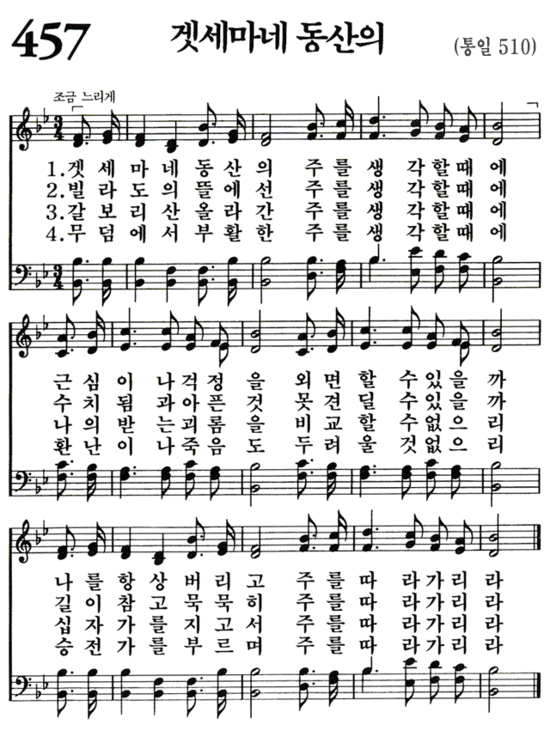 457 겟세마네 동산의 (통일 510)
조금 느리게
1.겟 세 마 네 동 산 의 주 를 생 각 할 때 에
2.빌 라 도 의 뜰 에 선 주 를 생 각 할 때 에
3.갈 보 리 산 올 라 간 주 를 생 각 할 때 에
4.무 덤 에 서 부 활 한 주 를 생 각 할 때 에
근 심 이 나 걱 정 을 외 면 할 수 있 을 까
수 치 됨 과 아 픈 것 을 못 견 딜 수 있 을 까
나 의 받 는 괴 롬 을 비 교 할 수 없 으 리
환 난 이 나 죽 음 도 두 려 울 것 없 으 리
나 를 항 상 버 리 고 주 를 따 라 가 리 라
길 이 참 고 묵 묵 히 주 를 따 라 가 리 라
십 자 가 를 지 고 서 주 를 따 라 가 리 라
승 전 가 를 부 르 며 주 를 따 라 가 리 라